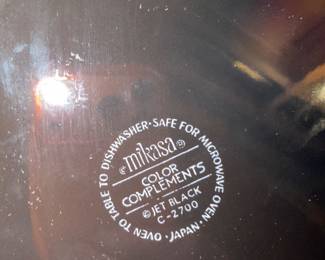 OVEN TO TABLE TO DISHWASHER · SAFE FOR MICROWAVE OVEN · JAPAN ·
mikasa
COLOR
COMPLEMENTS
© JET BLACK
C-2700